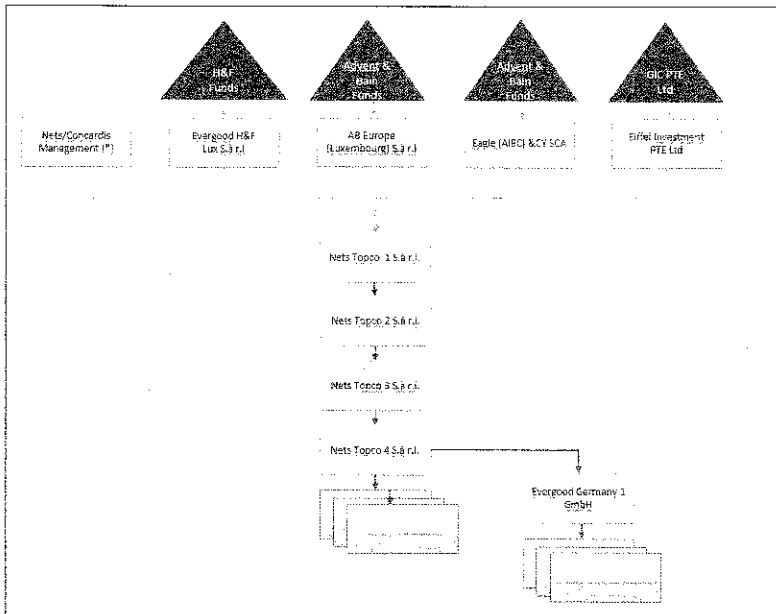 H&F
Funds
Advent &
Bain
Funds
Advent &
Bain
Funds
GIC PTE
Ltd
Nets/Concardis
Management (*)
Evergood H&F
Lux S.à r.l
AB Europe
(Luxembourg) S.à r.l
Eagle (AIBC) & CY SCA
Eiffel Investment
PTE Ltd
Nets Topco 1 S.à r.l.
Nets Topco 2 S.à r.l.
Nets Topco 3 S.à r.l.
Nets Topco 4 S.à r.l.
Evergood Germany 1
GmbH